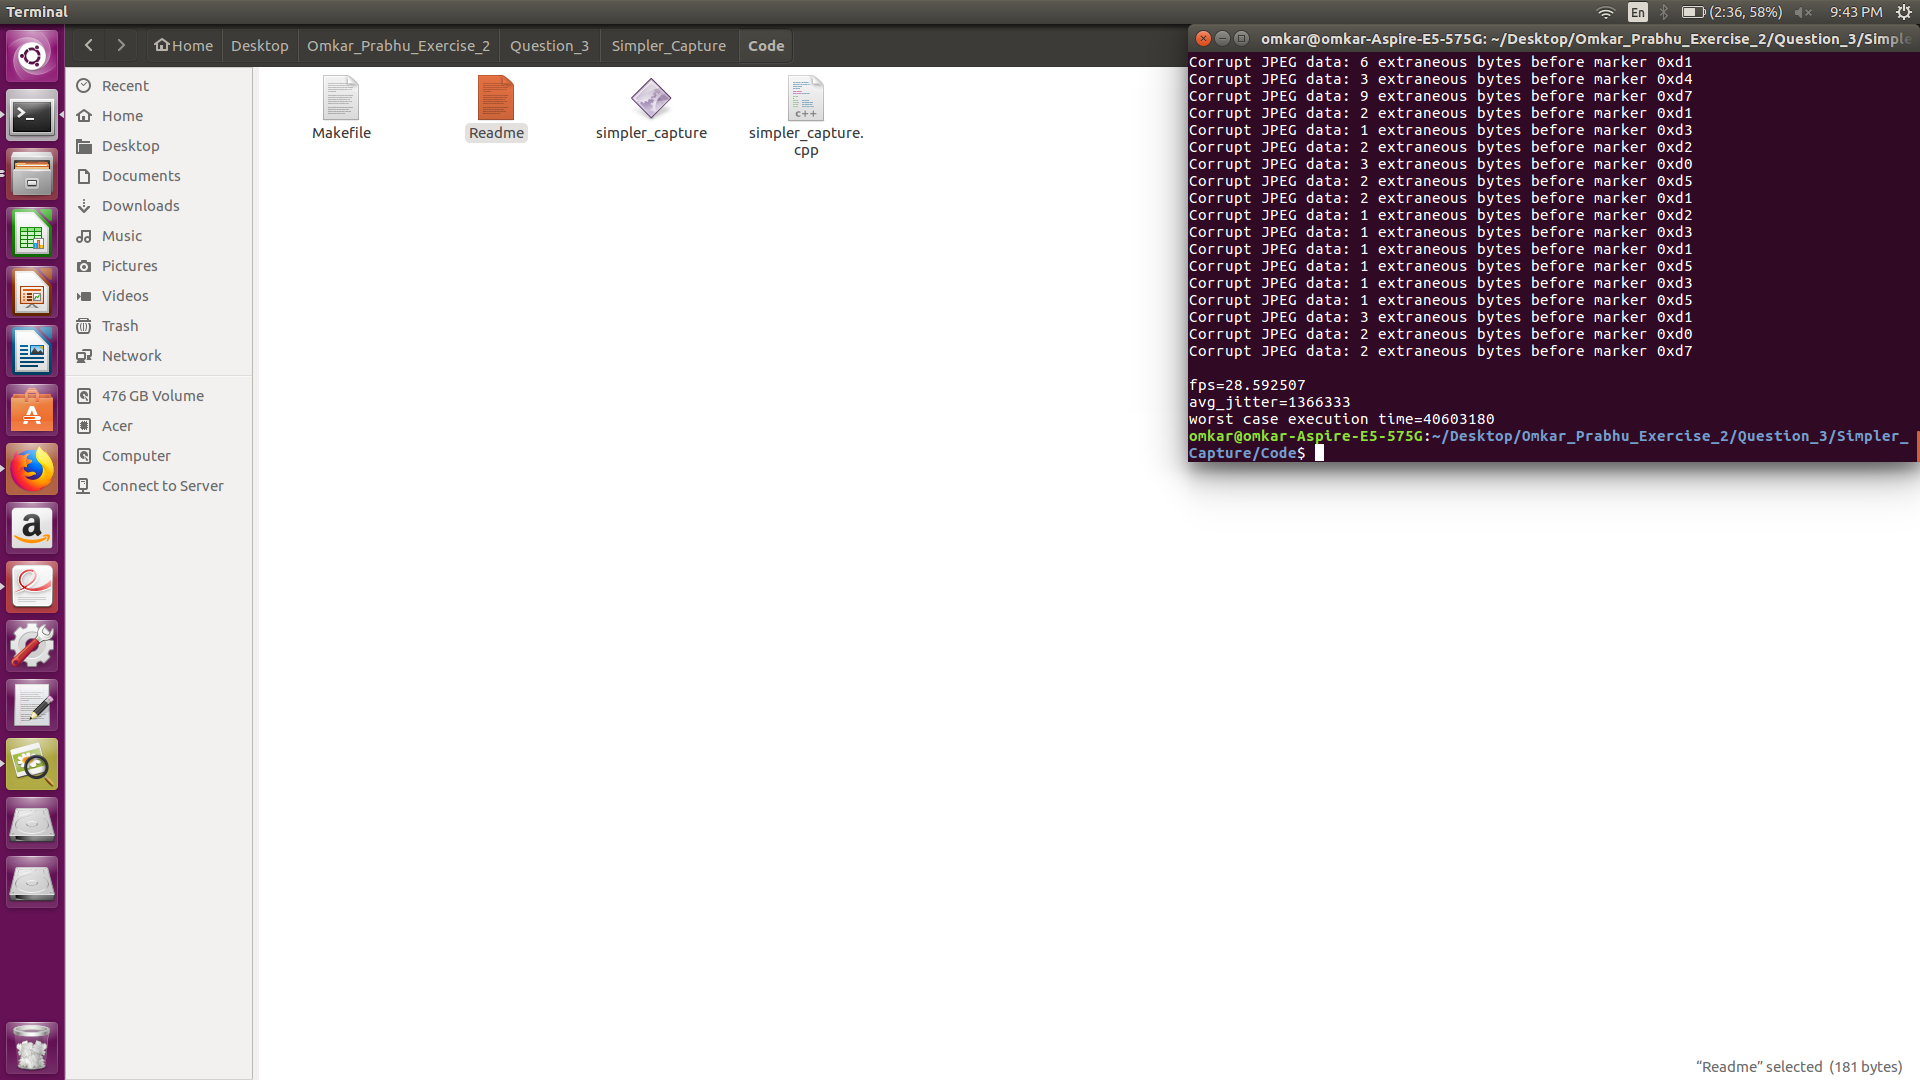 Terminal
En
(2:36, 58%)
9:43 PM
Home
Desktop
Omkar_Prabhu_Exercise_2
Question_3
Simpler_Capture
Code
Recent
Home
Desktop
Documents
Downloads
Music
Pictures
Videos
Trash
Network
476 GB Volume
Acer
Computer
Connect to Server
Makefile
Readme
simpler_capture
simpler_capture.
cpp
c++
omkar@omkar-Aspire-E5-575G: ~/Desktop/Omkar_Prabhu_Exercise_2/Question_3/Simple
Corrupt JPEG data: 6 extraneous bytes before marker 0xd1
Corrupt JPEG data: 3 extraneous bytes before marker 0xd4
Corrupt JPEG data: 9 extraneous bytes before marker 0xd7
Corrupt JPEG data: 2 extraneous bytes before marker 0xd1
Corrupt JPEG data: 1 extraneous bytes before marker 0xd3
Corrupt JPEG data: 2 extraneous bytes before marker 0xd2
Corrupt JPEG data: 3 extraneous bytes before marker 0xd0
Corrupt JPEG data: 2 extraneous bytes before marker 0xd5
Corrupt JPEG data: 2 extraneous bytes before marker 0xd1
Corrupt JPEG data: 1 extraneous bytes before marker 0xd2
Corrupt JPEG data: 1 extraneous bytes before marker 0xd3
Corrupt JPEG data: 1 extraneous bytes before marker 0xd1
Corrupt JPEG data: 1 extraneous bytes before marker 0xd5
Corrupt JPEG data: 1 extraneous bytes before marker 0xd3
Corrupt JPEG data: 1 extraneous bytes before marker 0xd5
Corrupt JPEG data: 3 extraneous bytes before marker 0xd1
Corrupt JPEG data: 2 extraneous bytes before marker 0xd0
Corrupt JPEG data: 2 extraneous bytes before marker 0xd7
fps=28.592507
avg_jitter=1366333
worst case execution time=40603180
omkar@omkar-Aspire-E5-575G:~/Desktop/Omkar_Prabhu_Exercise_2/Question_3/Simpler_
Capture/Code$
“Readme” selected (181 bytes)